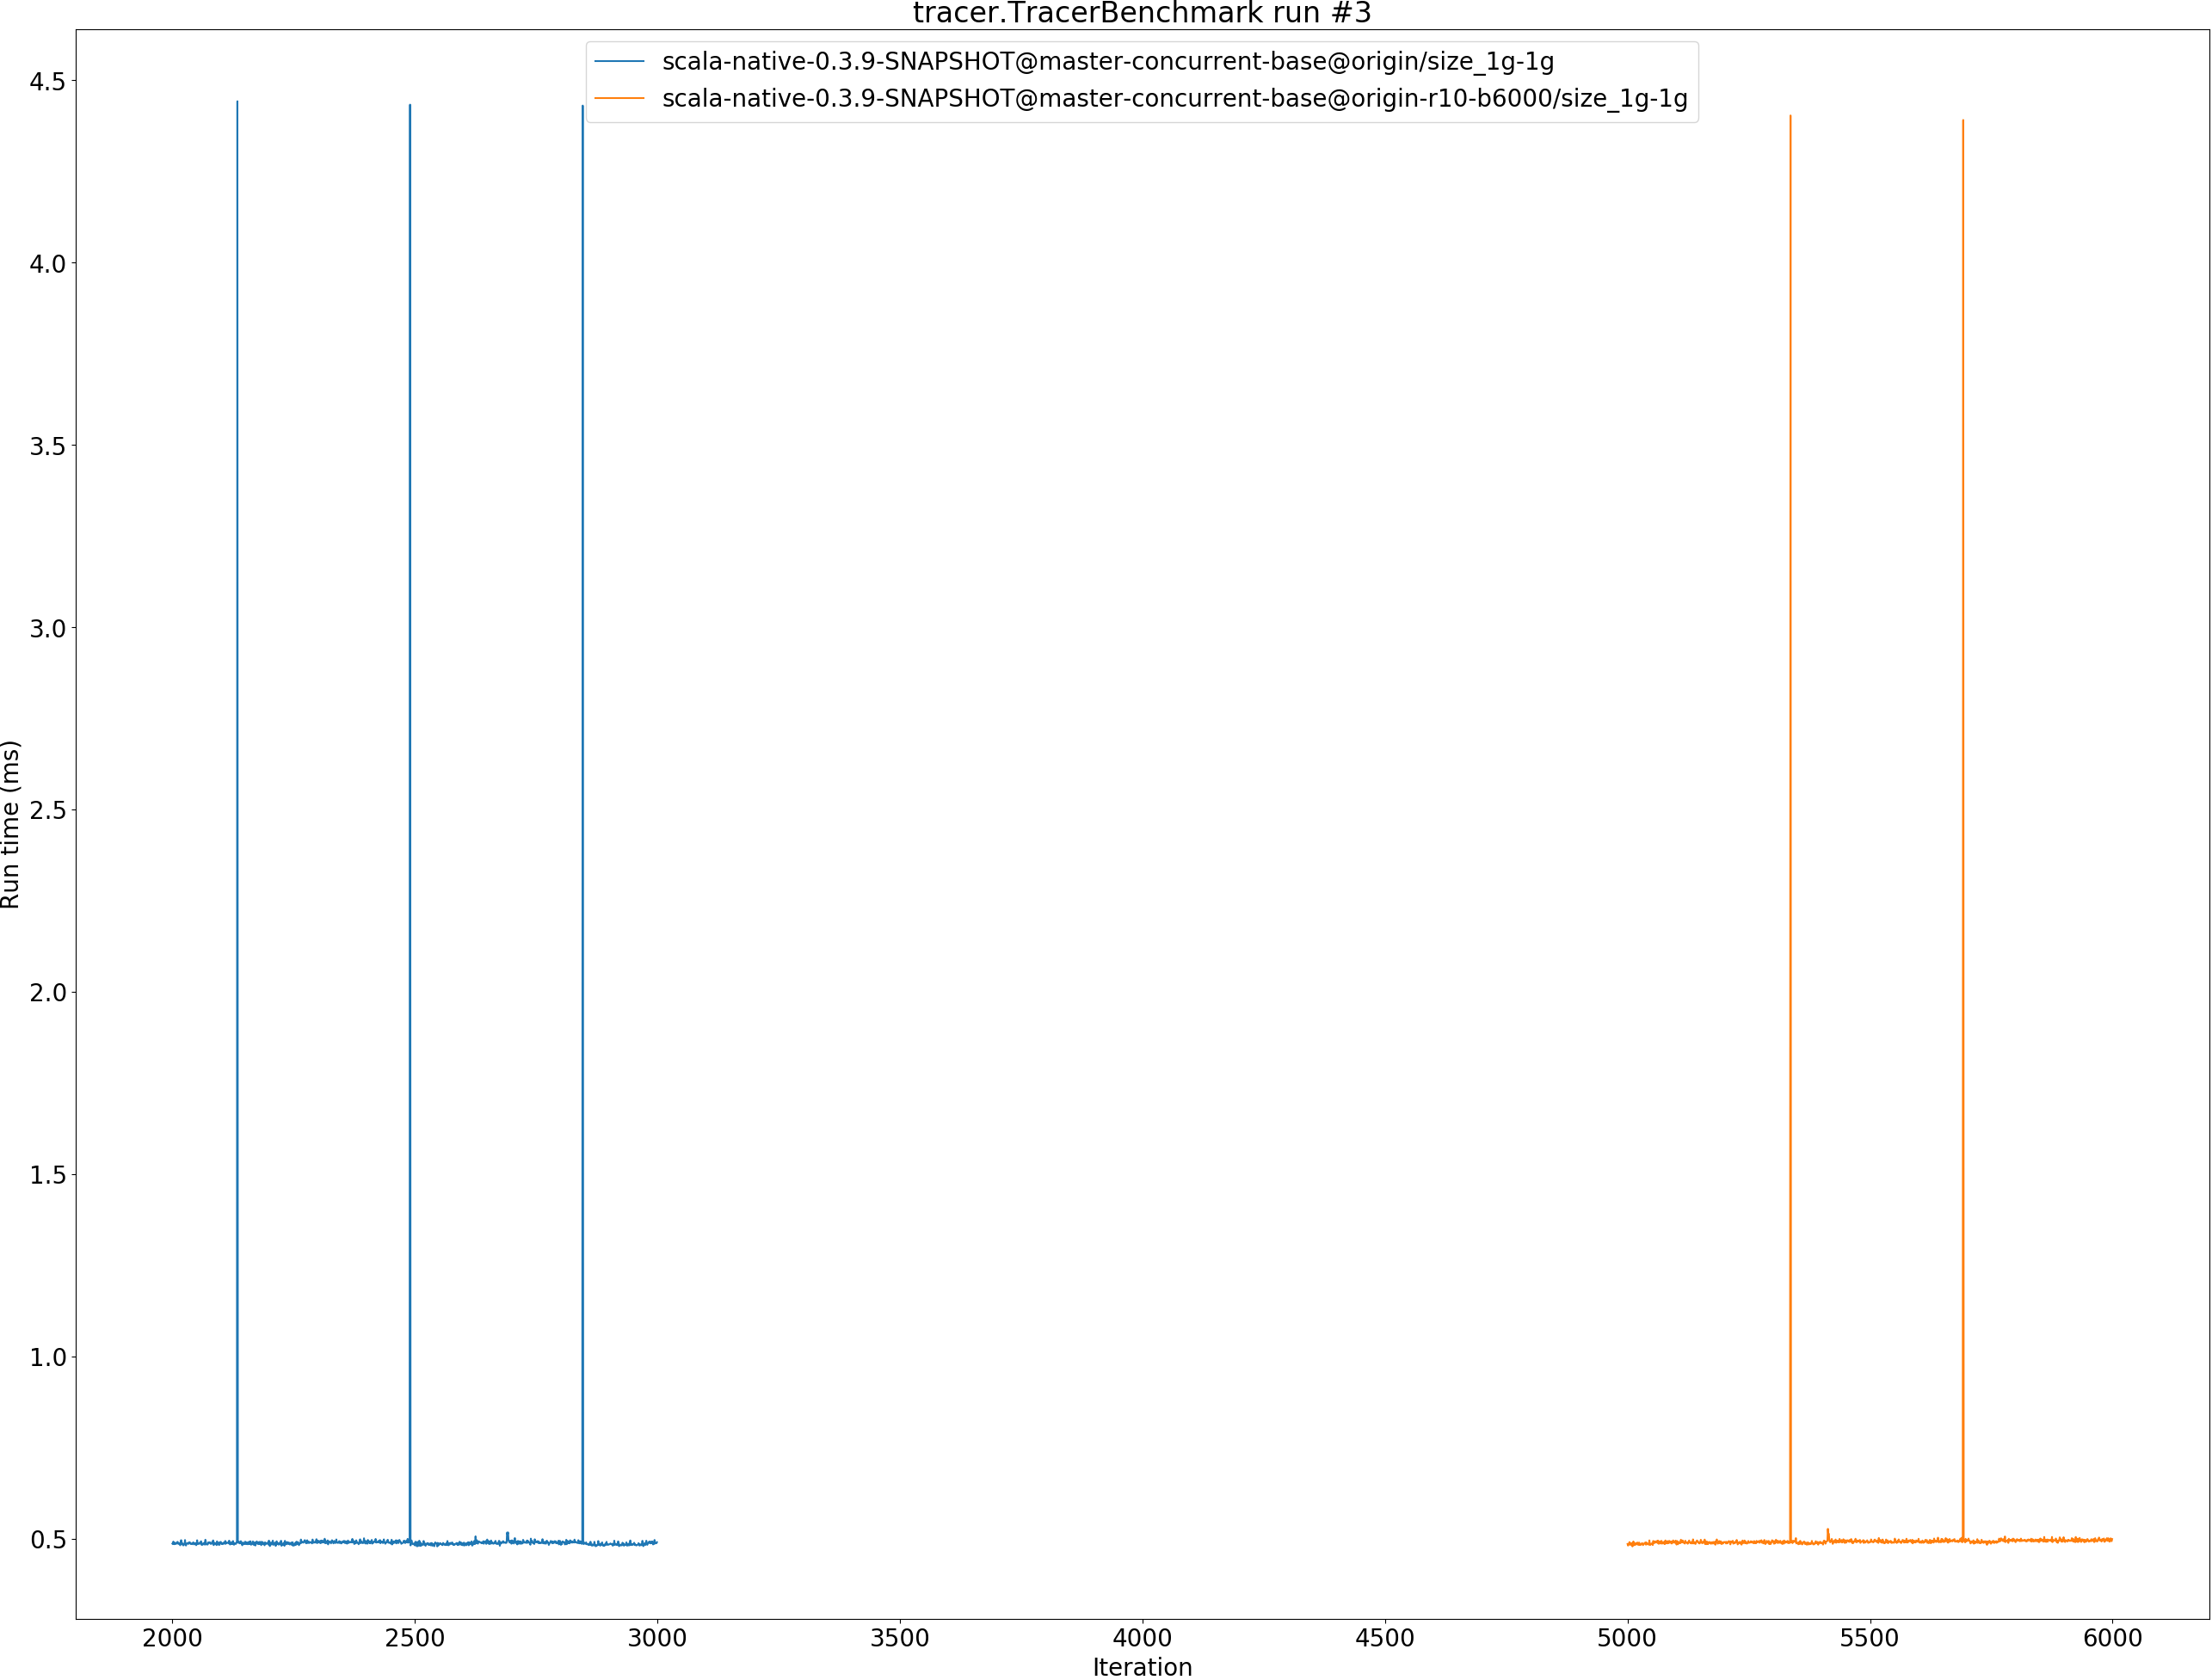 tracer.TracerBenchmark run #3
scala-native-0.3.9-SNAPSHOT@master-concurrent-base@origin/size_1g-1g
scala-native-0.3.9-SNAPSHOT@master-concurrent-base@origin-r10-b6000/size_1g-1g
4.5
4.0
3.5
3.0
2.5
2.0
1.5
1.0
0.5
Run time (ms)
2000 2500 3000 3500 4000 4500 5000 5500 6000
Iteration